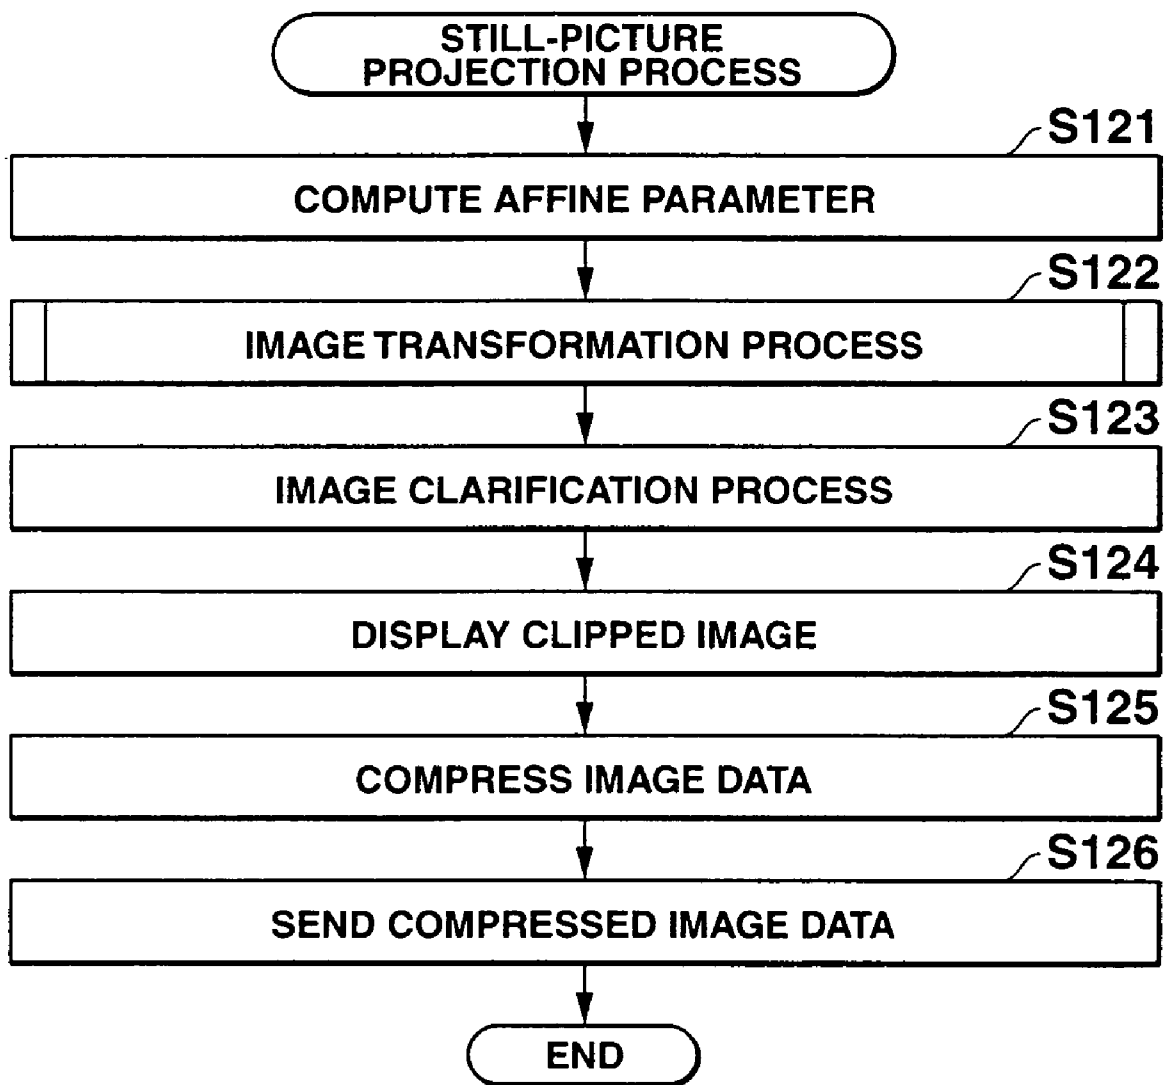 STILL-PICTURE
PROJECTION PROCESS
S121
COMPUTE AFFINE PARAMETER
S122
IMAGE TRANSFORMATION PROCESS
S123
IMAGE CLARIFICATION PROCESS
S124
DISPLAY CLIPPED IMAGE
S125
COMPRESS IMAGE DATA
S126
SEND COMPRESSED IMAGE DATA
END